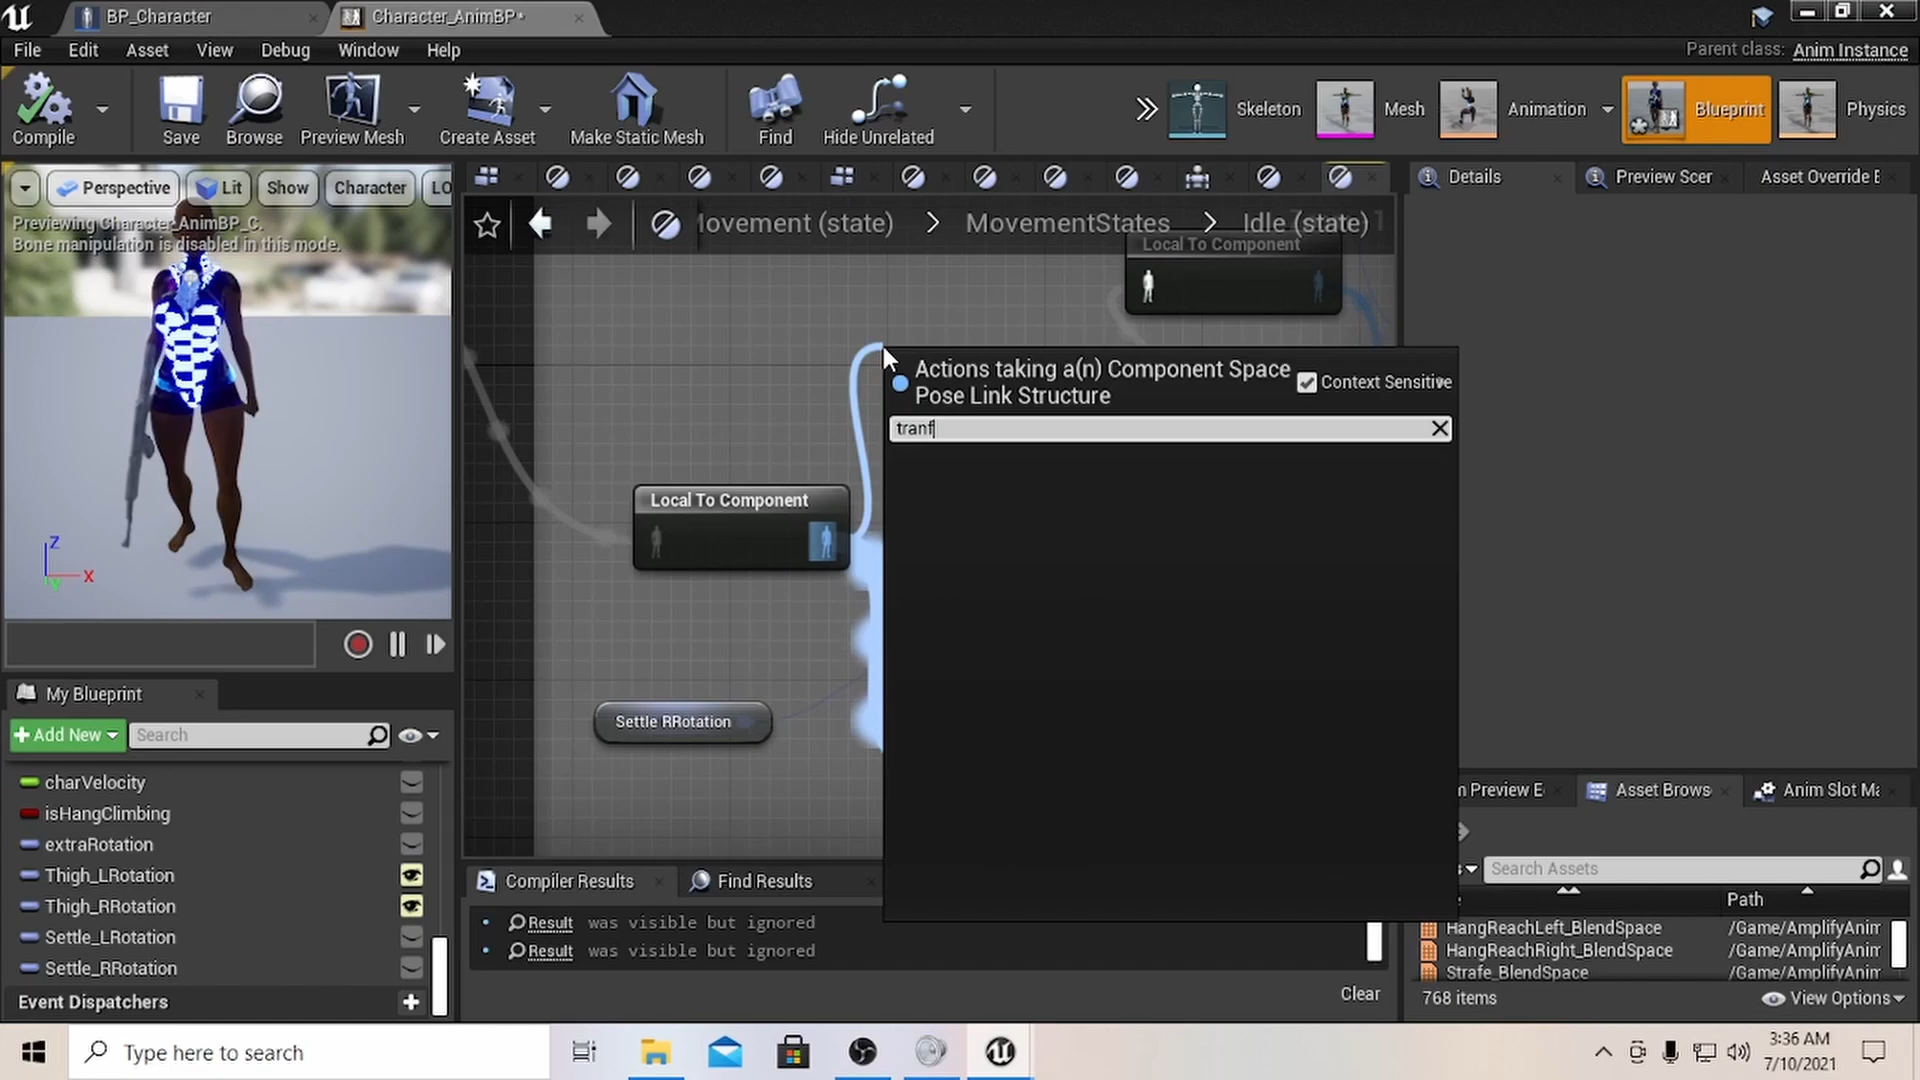 BP_Character
Character_AnimBP*
File
Edit
Asset
View
Debug
Window
Help
Parent class:
Anim Instance
Compile
Save
Browse
Preview Mesh
Create Asset
Make Static Mesh
Find
Hide Unrelated
Skeleton
Mesh
Animation
Blueprint
Physics
Perspective
Lit
Show
Character
LO
Previewing Character_AnimBP_C.
Bone manipulation is disabled in this mode.
Movement (state)
MovementStates
Idle (state)
Local To Component
Details
Preview Scer
Asset Override E
Actions taking a(n) Component Space
Pose Link Structure
Context Sensitive
tranf
Local To Component
Settle RRotation
Z
X
Y
My Blueprint
Add New
Search
charVelocity
isHangClimbing
extraRotation
Thigh_LRotation
Thigh_RRotation
Settle_LRotation
Settle_RRotation
Event Dispatchers
Compiler Results
Find Results
Result was visible but ignored
Result was visible but ignored
Clear
m Preview E
Asset Brows
Anim Slot Ma
Search Assets
Path
HangReachLeft_BlendSpace
/Game/AmplifyAnim
HangReachRight_BlendSpace
/Game/AmplifyAnim
Strafe_BlendSpace
/Game/AmplifyAnim
768 items
View Options
Type here to search
3:36 AM
7/10/2021